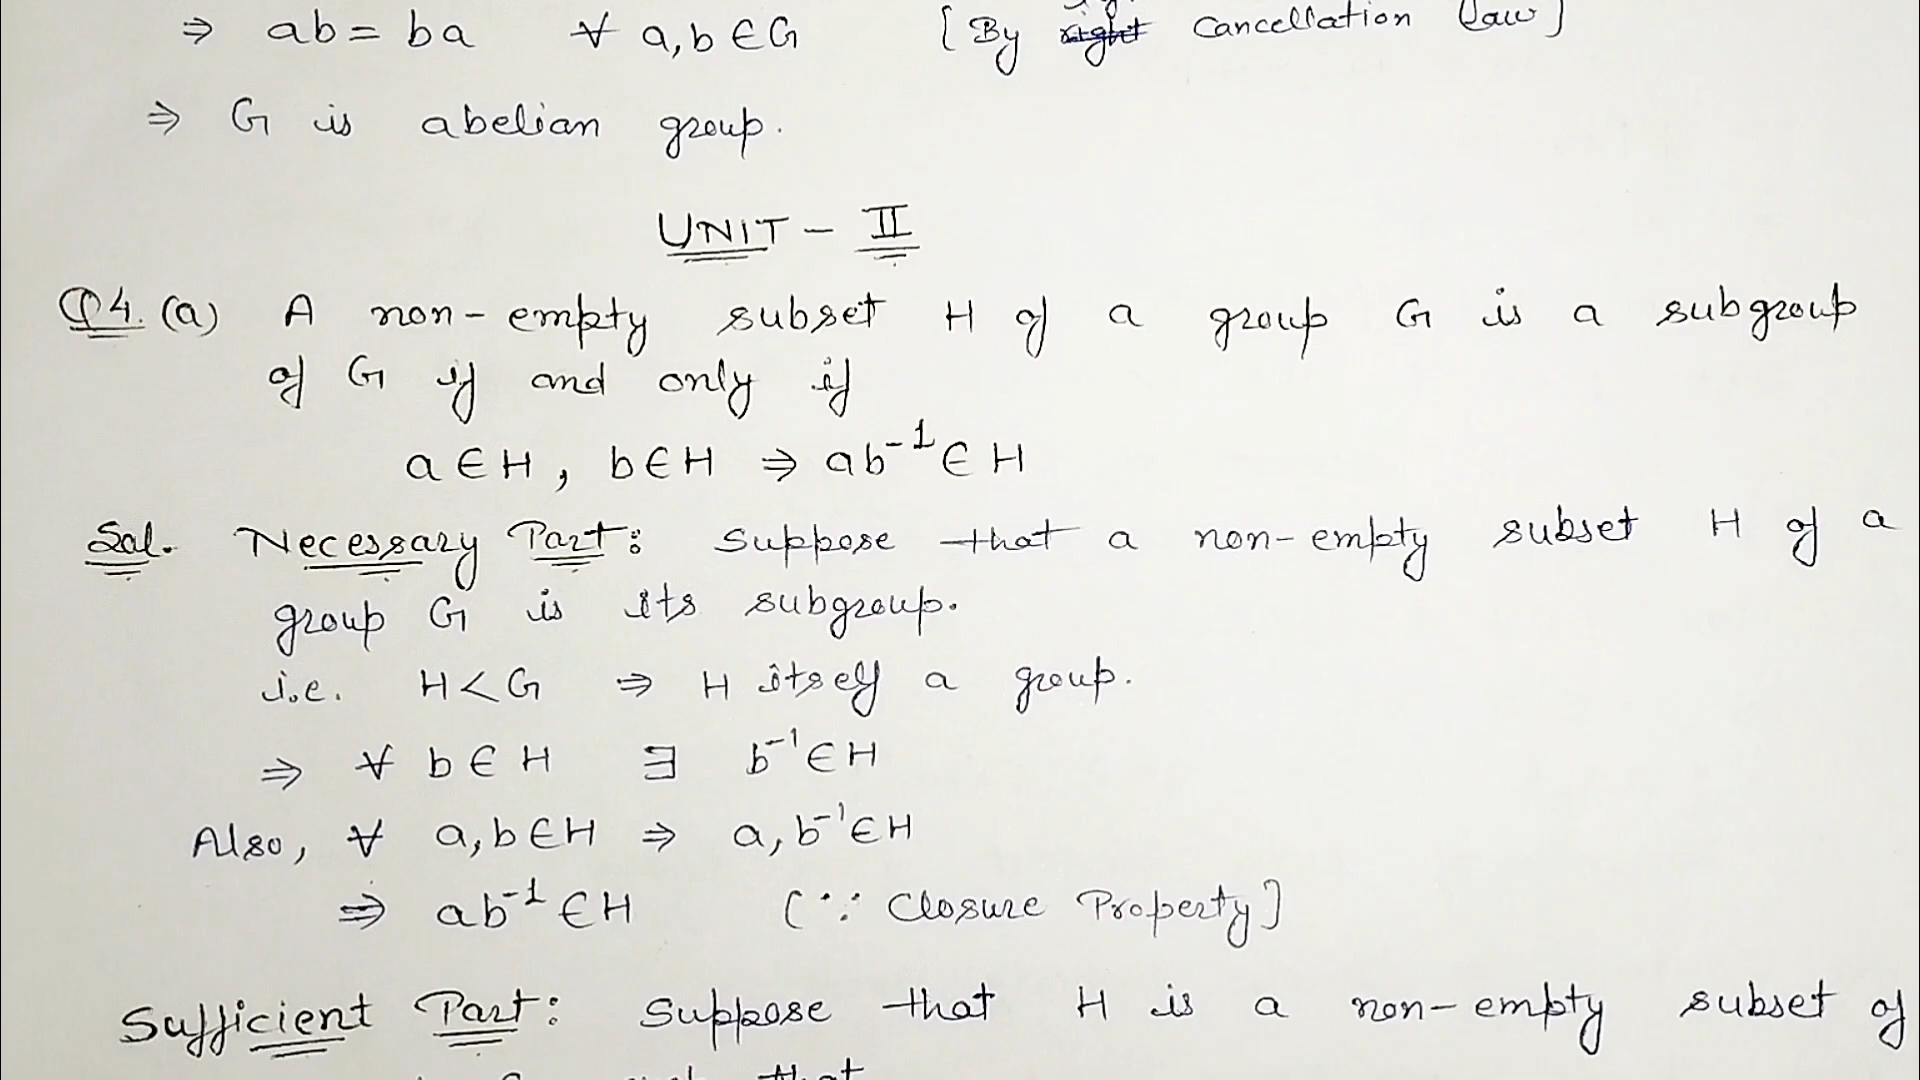 ⇒ ab = ba ∀ a,b ∈ G [By right Cancellation law]
⇒ G is abelian group.
UNIT - II
Q4. (a) A non-empty subset H of a group G is a subgroup
of G if and only if
a ∈ H, b ∈ H ⇒ ab⁻¹ ∈ H
Sol. Necessary Part: Suppose that a non-empty subset H of a
group G is its subgroup.
i.e. H < G ⇒ H itself a group.
⇒ ∀ b ∈ H ∃ b⁻¹ ∈ H
Also, ∀ a,b ∈ H ⇒ a, b⁻¹ ∈ H
⇒ ab⁻¹ ∈ H [∵ Closure Property]
Sufficient Part: Suppose that H is a non-empty subset of
that